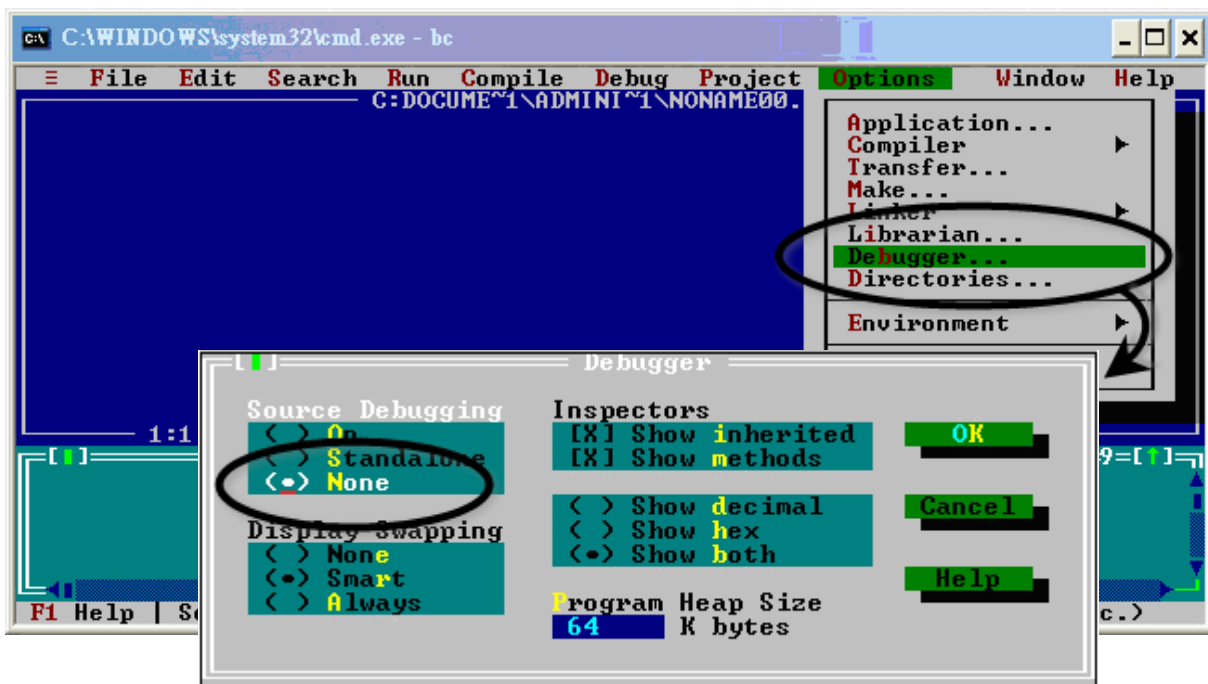 C:\WINDOWS\system32\cmd.exe - bc
≡ File Edit Search Run Compile Debug Project Options Window Help
C:DOCUME~1\ADMINI~1\NONAME00.
Application...
Compiler
Transfer...
Make...
Linker
Librarian...
Debugger...
Directories...
Environment
1:1
Debugger
Source Debugging
( ) On
( ) Standalone
(•) None
Display Swapping
( ) None
(•) Smart
( ) Always
Inspectors
[X] Show inherited
[X] Show methods
( ) Show decimal
( ) Show hex
(•) Show both
Program Heap Size
64 K bytes
OK
Cancel
Help
9=[↑]
F1 Help |
c.)